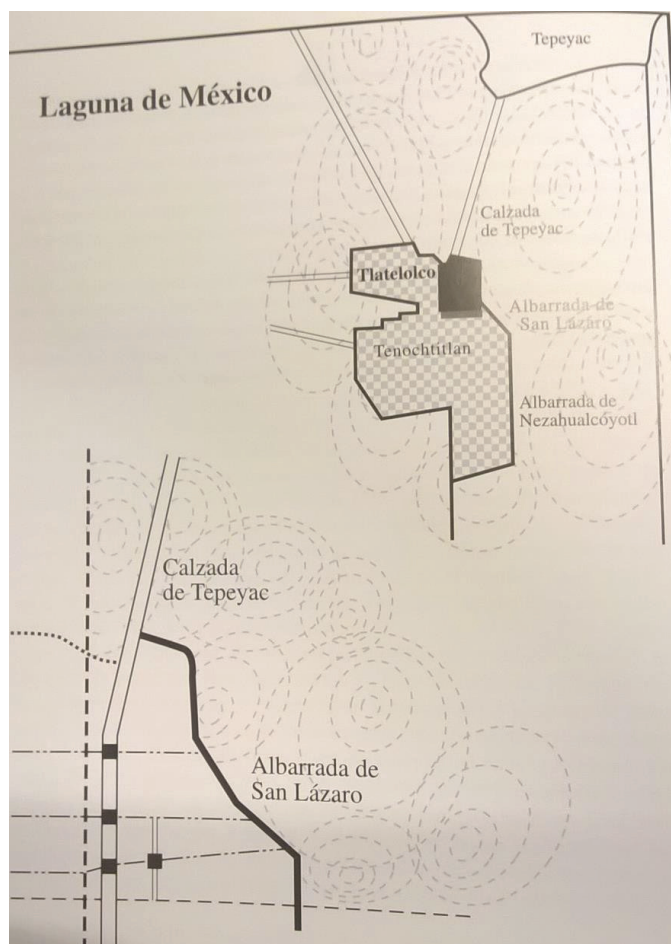 Tepeyac
Laguna de México
Calzada
de Tepeyac
Tlatelolco
Albarrada de
San Lázaro
Tenochtítlan
Albarrada de
Nezahualcóyotl
Calzada
de Tepeyac
Albarrada de
San Lázaro